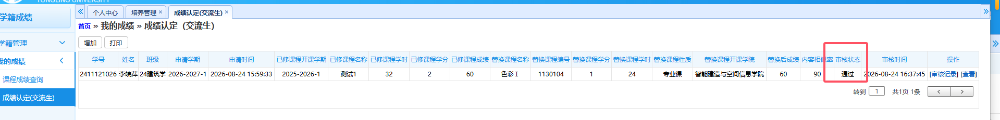 TONGLING UNIVERSITY
学籍成绩
个人中心 培养管理 × 成绩认定(交流生) ×
首页 » 我的成绩 » 成绩认定（交流生）
学籍管理
增加 打印
我的成绩
学号 姓名 班级 申请学期 申请时间 已修课程开课学期 已修课程名称 已修课程学时 已修课程学分 已修课程成绩 替换课程名称 替换课程编号 替换课程学分 替换课程学时 替换课程性质 替换课程开课学院 替换后成绩 内容相似率 审核状态 审核时间 操作
2411121026 李皖萍 24建筑学 2026-2027-1 2026-08-24 15:59:33 2025-2026-1 测试1 32 2 60 色彩Ⅰ 1130104 1 24 专业课 智能建造与空间信息学院 60 90 通过 2026-08-24 16:37:45 [审核记录] [查看]
课程成绩查询
转到 1 共1页 1条 < >
成绩认定(交流生)